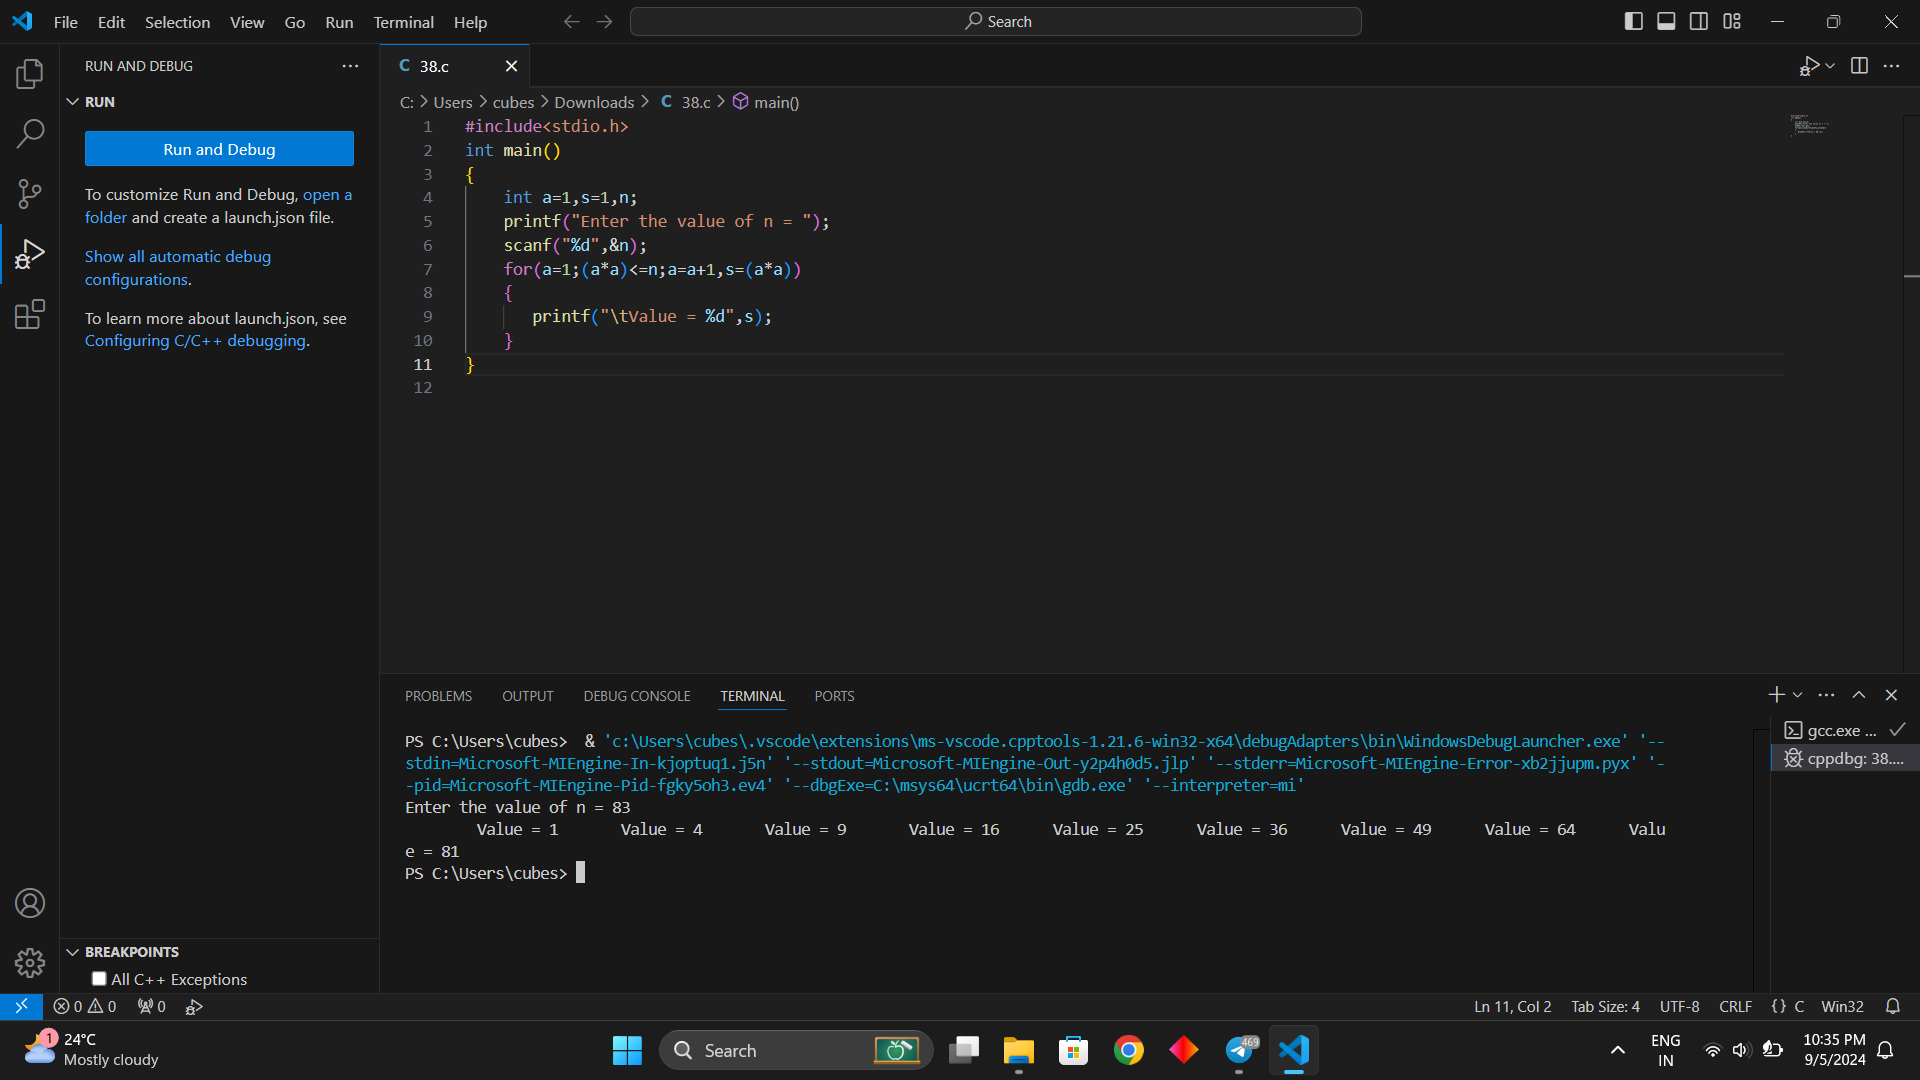 File Edit Selection View Go Run Terminal Help
Search
RUN AND DEBUG
RUN
Run and Debug
To customize Run and Debug, open a
folder and create a launch.json file.
Show all automatic debug
configurations.
To learn more about launch.json, see
Configuring C/C++ debugging.
BREAKPOINTS
All C++ Exceptions
C 38.c
C: > Users > cubes > Downloads > C 38.c > main()
1 #include<stdio.h>
2 int main()
3 {
4 int a=1,s=1,n;
5 printf("Enter the value of n = ");
6 scanf("%d",&n);
7 for(a=1;(a*a)<=n;a=a+1,s=(a*a))
8 {
9 printf("\tValue = %d",s);
10 }
11 }
12
PROBLEMS OUTPUT DEBUG CONSOLE TERMINAL PORTS
PS C:\Users\cubes> & 'c:\Users\cubes\.vscode\extensions\ms-vscode.cpptools-1.21.6-win32-x64\debugAdapters\bin\WindowsDebugLauncher.exe' '--
stdin=Microsoft-MIEngine-In-kjoptuq1.j5n' '--stdout=Microsoft-MIEngine-Out-y2p4h0d5.jlp' '--stderr=Microsoft-MIEngine-Error-xb2jjupm.pyx' '-
-pid=Microsoft-MIEngine-Pid-fgky5oh3.ev4' '--dbgExe=C:\msys64\ucrt64\bin\gdb.exe' '--interpreter=mi'
Enter the value of n = 83
Value = 1 Value = 4 Value = 9 Value = 16 Value = 25 Value = 36 Value = 49 Value = 64 Valu
e = 81
PS C:\Users\cubes>
gcc.exe ...
cppdbg: 38....
0 0 0
Ln 11, Col 2 Tab Size: 4 UTF-8 CRLF {} C Win32
1
24°C
Mostly cloudy
Search
469
ENG
IN
10:35 PM
9/5/2024